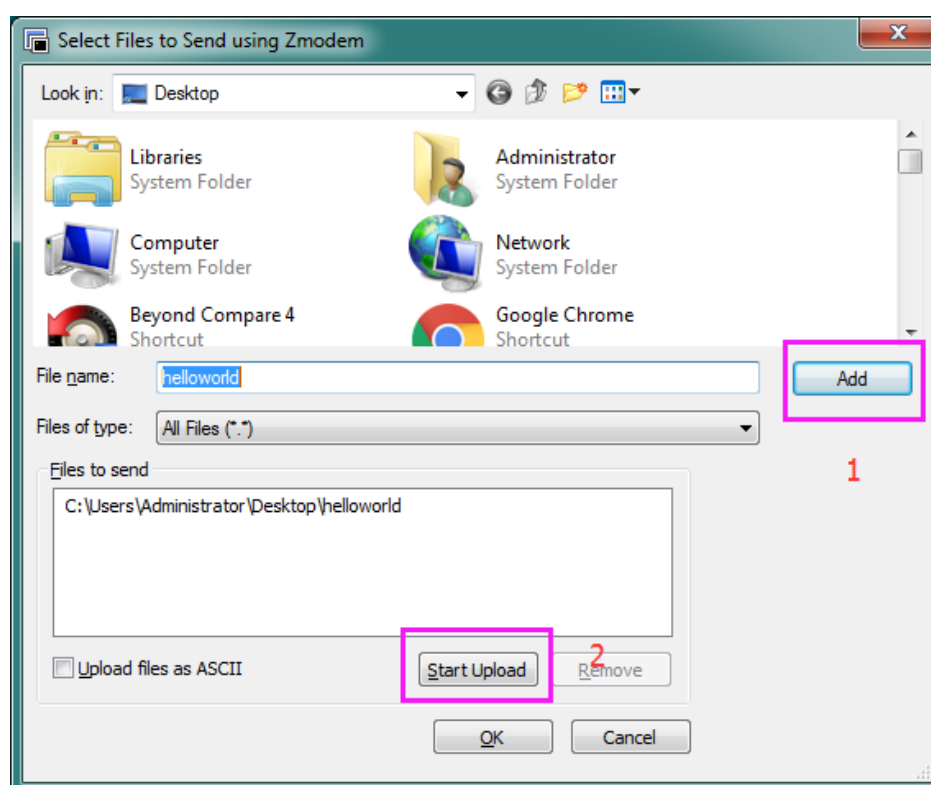 Select Files to Send using Zmodem
X
Look in: Desktop
Libraries
System Folder
Administrator
System Folder
Computer
System Folder
Network
System Folder
Beyond Compare 4
Shortcut
Google Chrome
Shortcut
File name: helloworld
Add
Files of type: All Files (*.*)
1
Files to send
C:\Users\Administrator\Desktop\helloworld
Upload files as ASCII
Start Upload
2
Remove
OK
Cancel